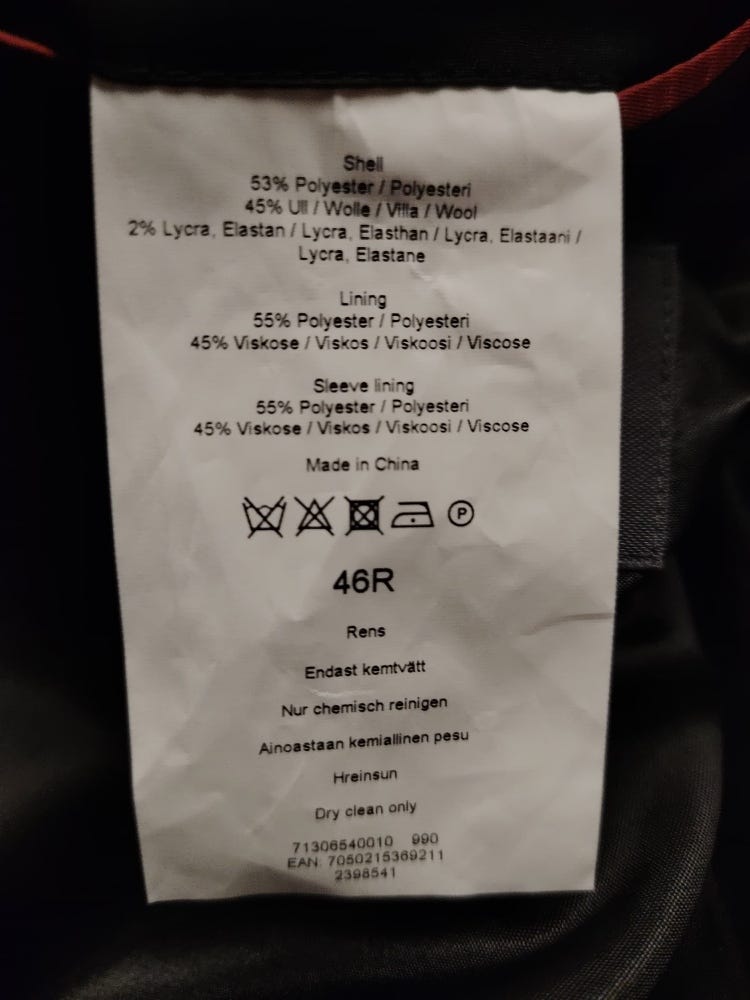 Shell
53% Polyester / Polyesteri
45% Ull / Wolle / Villa / Wool
2% Lycra, Elastan / Lycra, Elasthan / Lycra, Elastaani /
Lycra, Elastane
Lining
55% Polyester / Polyesteri
45% Viskose / Viskos / Viskoosi / Viscose
Sleeve lining
55% Polyester / Polyesteri
45% Viskose / Viskos / Viskoosi / Viscose
Made in China
P
46R
Rens
Endast kemtvätt
Nur chemisch reinigen
Ainoastaan kemiallinen pesu
Hreinsun
Dry clean only
71306540010 990
EAN: 7050215369211
2398541